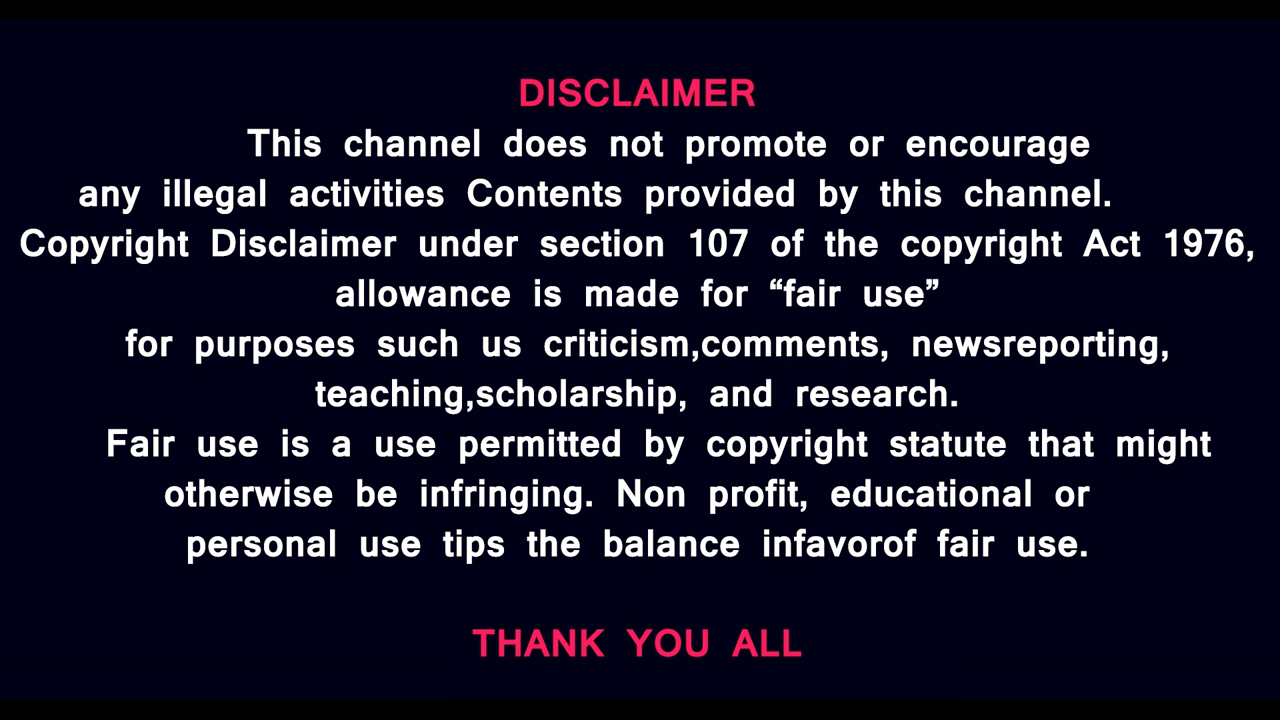 DISCLAIMER
This channel does not promote or encourage
any illegal activities Contents provided by this channel.
Copyright Disclaimer under section 107 of the copyright Act 1976,
allowance is made for “fair use”
for purposes such us criticism,comments, newsreporting,
teaching,scholarship, and research.
Fair use is a use permitted by copyright statute that might
otherwise be infringing. Non profit, educational or
personal use tips the balance infavorof fair use.
THANK YOU ALL